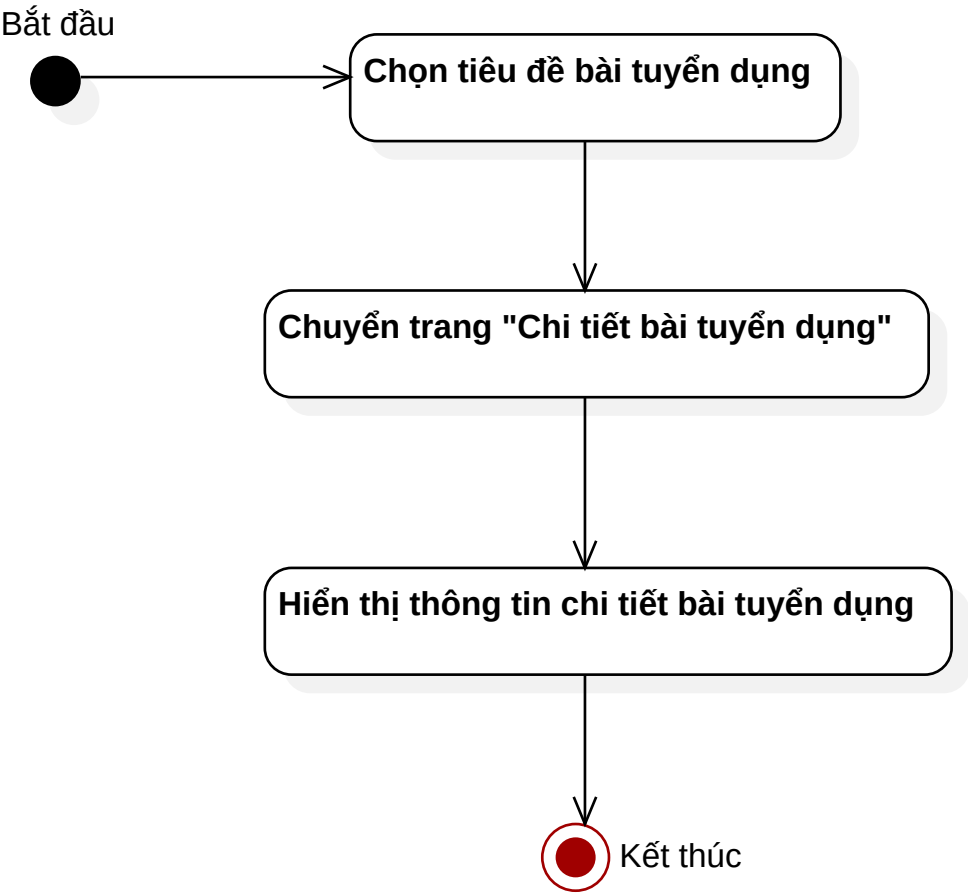 Bắt đầu
Chọn tiêu đề bài tuyển dụng
Chuyển trang "Chi tiết bài tuyển dụng"
Hiển thị thông tin chi tiết bài tuyển dụng
Kết thúc